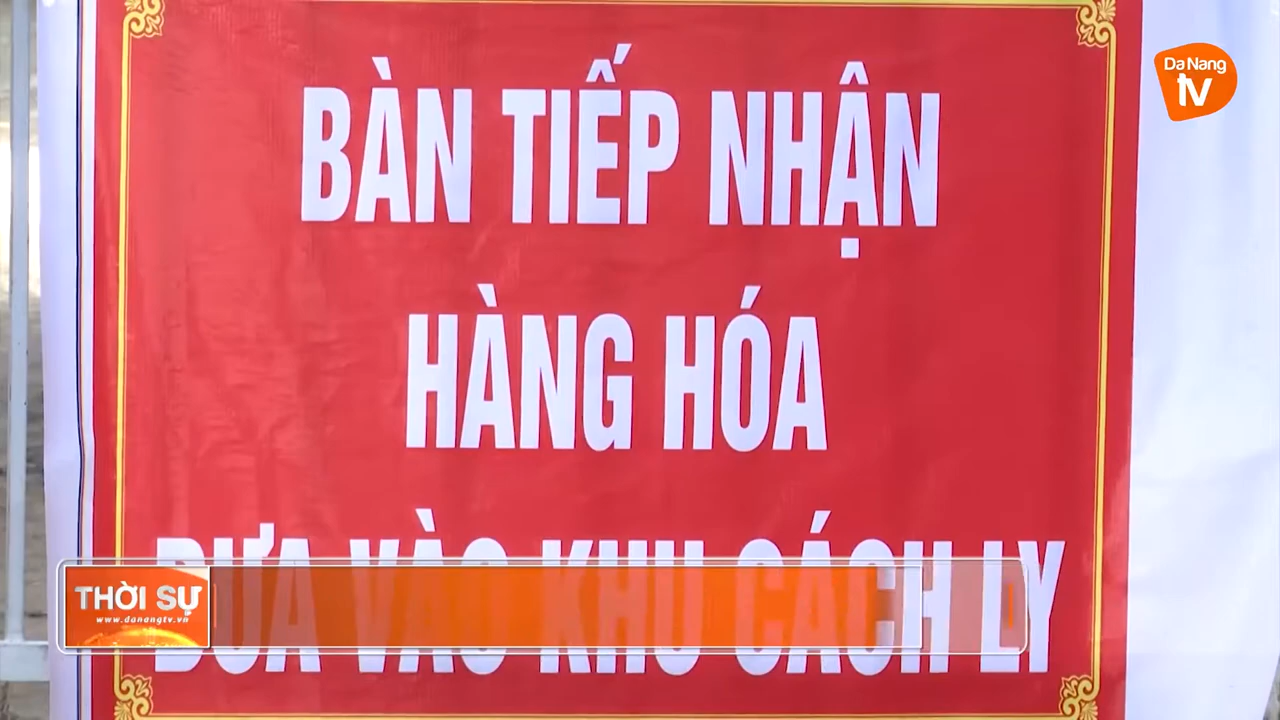 Da Nang
tv
BÀN TIẾP NHẬN
HÀNG HÓA
ĐƯA VÀO KHU CÁCH LY
THỜI SỰ
www.danangtv.vn